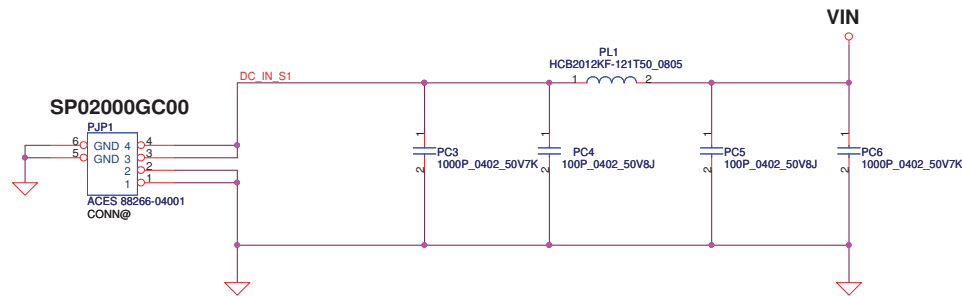 VIN
PL1
HCB2012KF-121T50_0805
DC_IN_S1
1
2
SP02000GC00
PJP1
6
GND 4
4
5
GND 3
3
2
2
1
1
ACES 88266-04001
CONN@
1
PC3
1000P_0402_50V7K
2
1
PC4
100P_0402_50V8J
2
1
PC5
100P_0402_50V8J
2
1
PC6
1000P_0402_50V7K
2